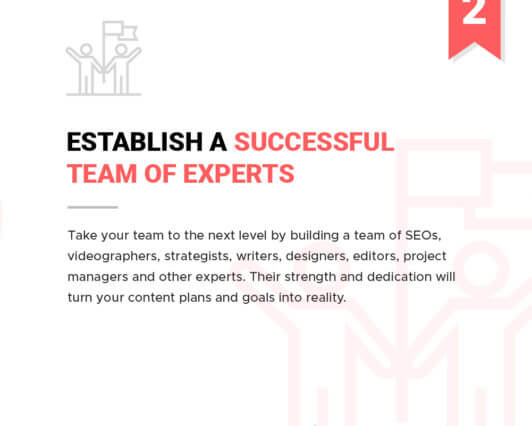 2
ESTABLISH A SUCCESSFUL
TEAM OF EXPERTS
Take your team to the next level by building a team of SEOs,
videographers, strategists, writers, designers, editors, project
managers and other experts. Their strength and dedication will
turn your content plans and goals into reality.